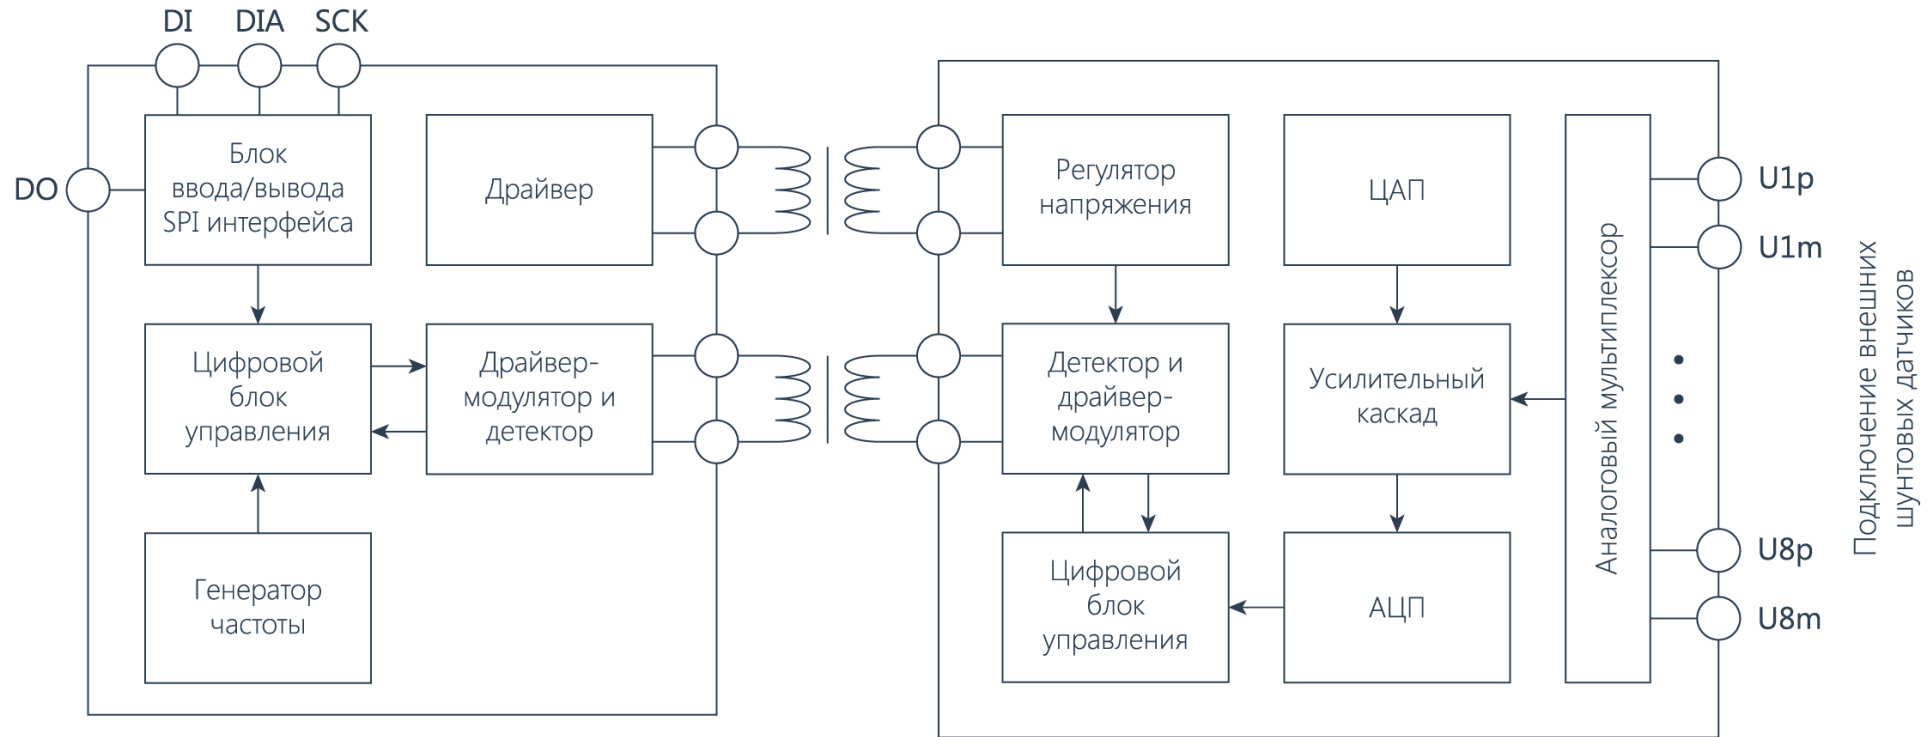 DI
DIA
SCK
DO
Блок
ввода/вывода
SPI интерфейса
Драйвер
Регулятор
напряжения
ЦАП
Аналоговый мультиплексор
U1p
U1m
Подключение внешних
шунтовых датчиков
Цифровой
блок
управления
Драйвер-
модулятор и
детектор
Детектор и
драйвер-
модулятор
Усилительный
каскад
Генератор
частоты
Цифровой
блок
управления
АЦП
U8p
U8m